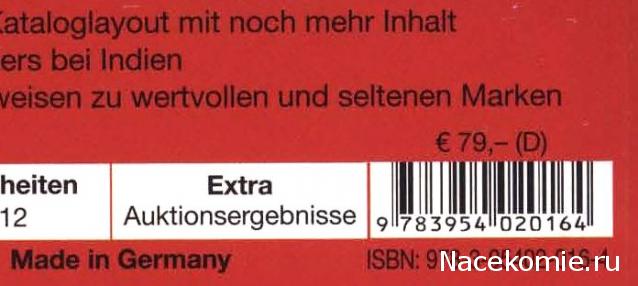 Kataloglayout mit noch mehr Inhalt
ers bei Indien
weisen zu wertvollen und seltenen Marken
€ 79,– (D)
heiten
12
Extra
Auktionsergebnisse
9 783954 020164
Made in Germany
ISBN:
Nacekomie.ru